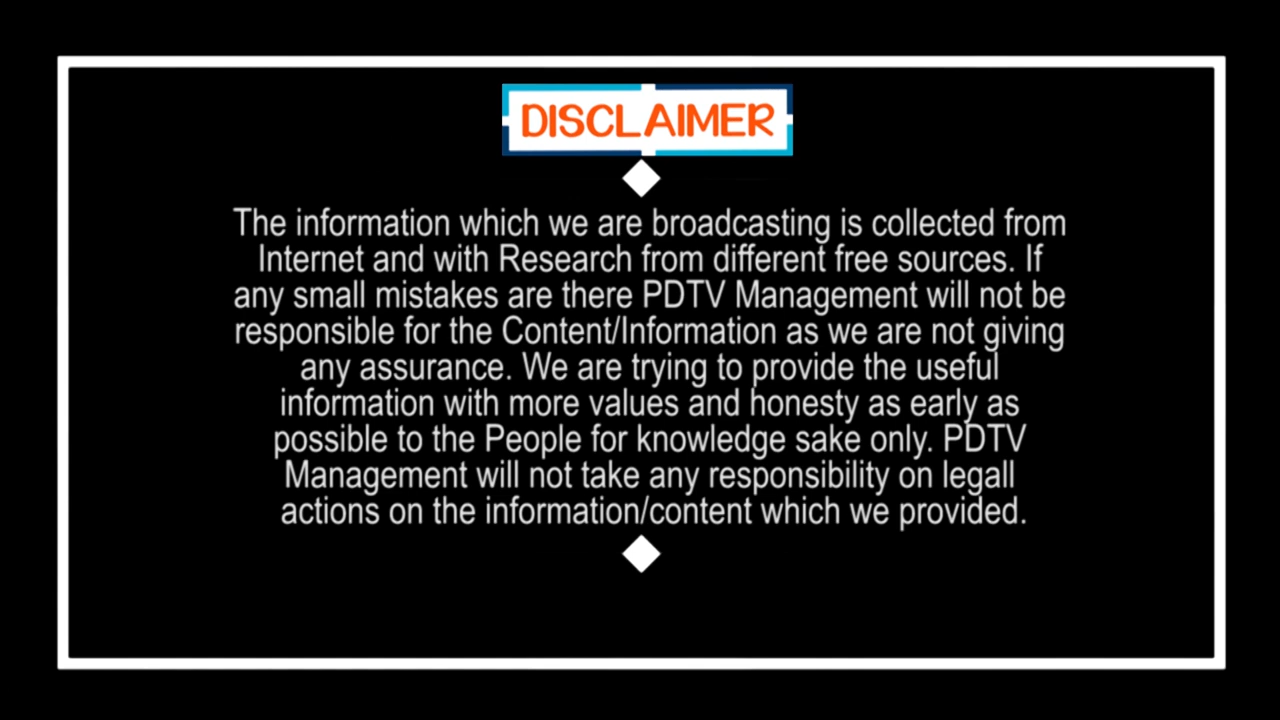 DISCLAIMER
The information which we are broadcasting is collected from
Internet and with Research from different free sources. If
any small mistakes are there PDTV Management will not be
responsible for the Content/Information as we are not giving
any assurance. We are trying to provide the useful
information with more values and honesty as early as
possible to the People for knowledge sake only. PDTV
Management will not take any responsibility on legall
actions on the information/content which we provided.